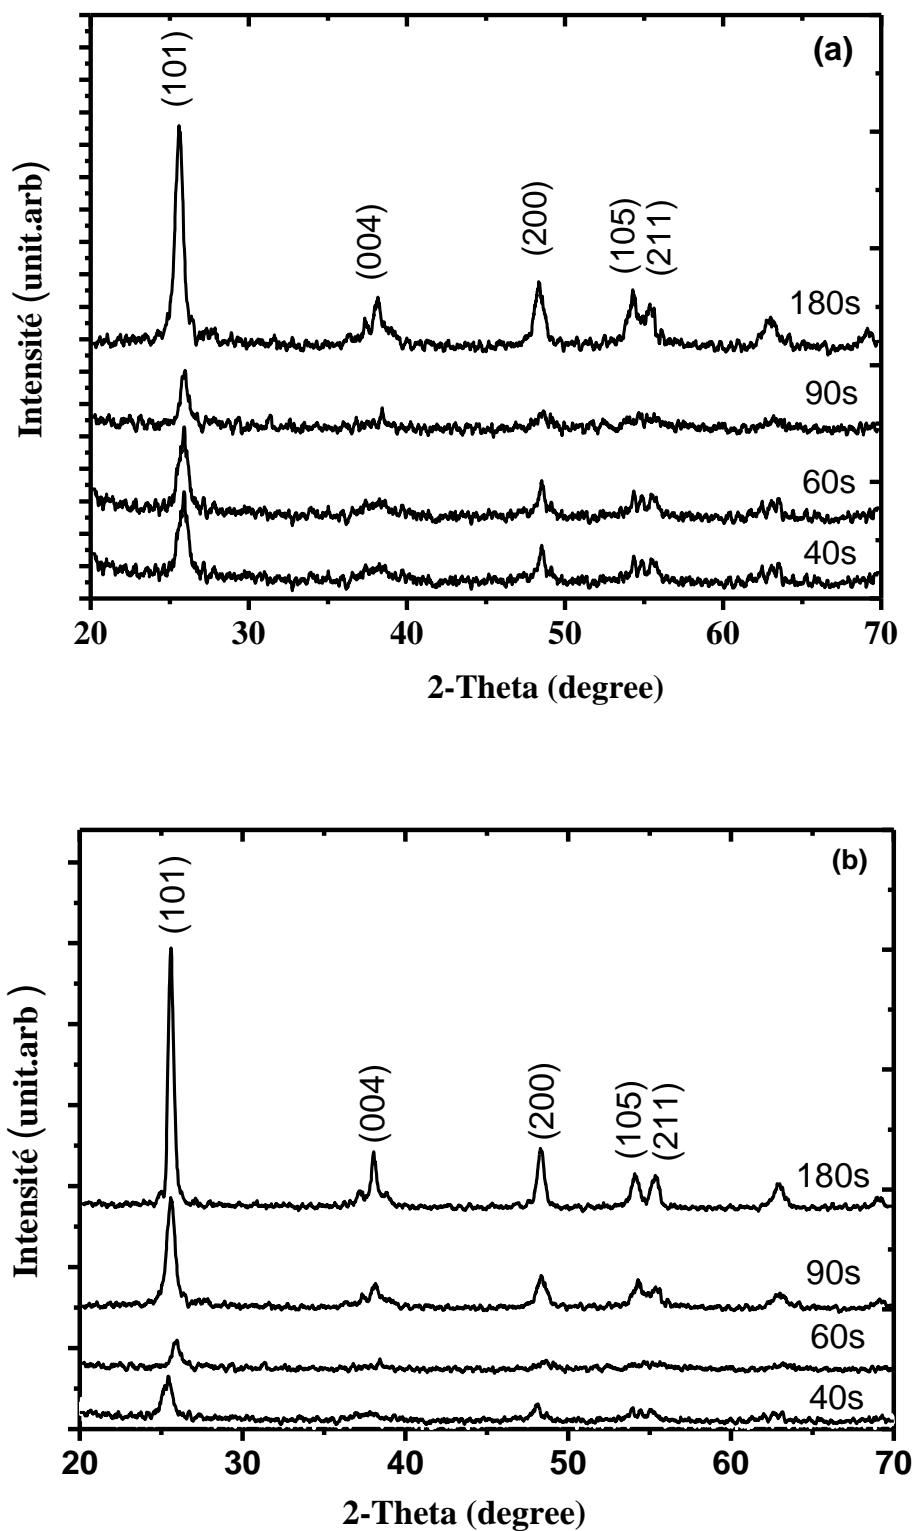 (a)
(101)
(004)
(200)
(105)
(211)
180s
90s
60s
40s
Intensité (unit.arb)
20 30 40 50 60 70
2-Theta (degree)
(b)
(101)
(004)
(200)
(105)
(211)
180s
90s
60s
40s
Intensité (unit.arb )
20 30 40 50 60 70
2-Theta (degree)